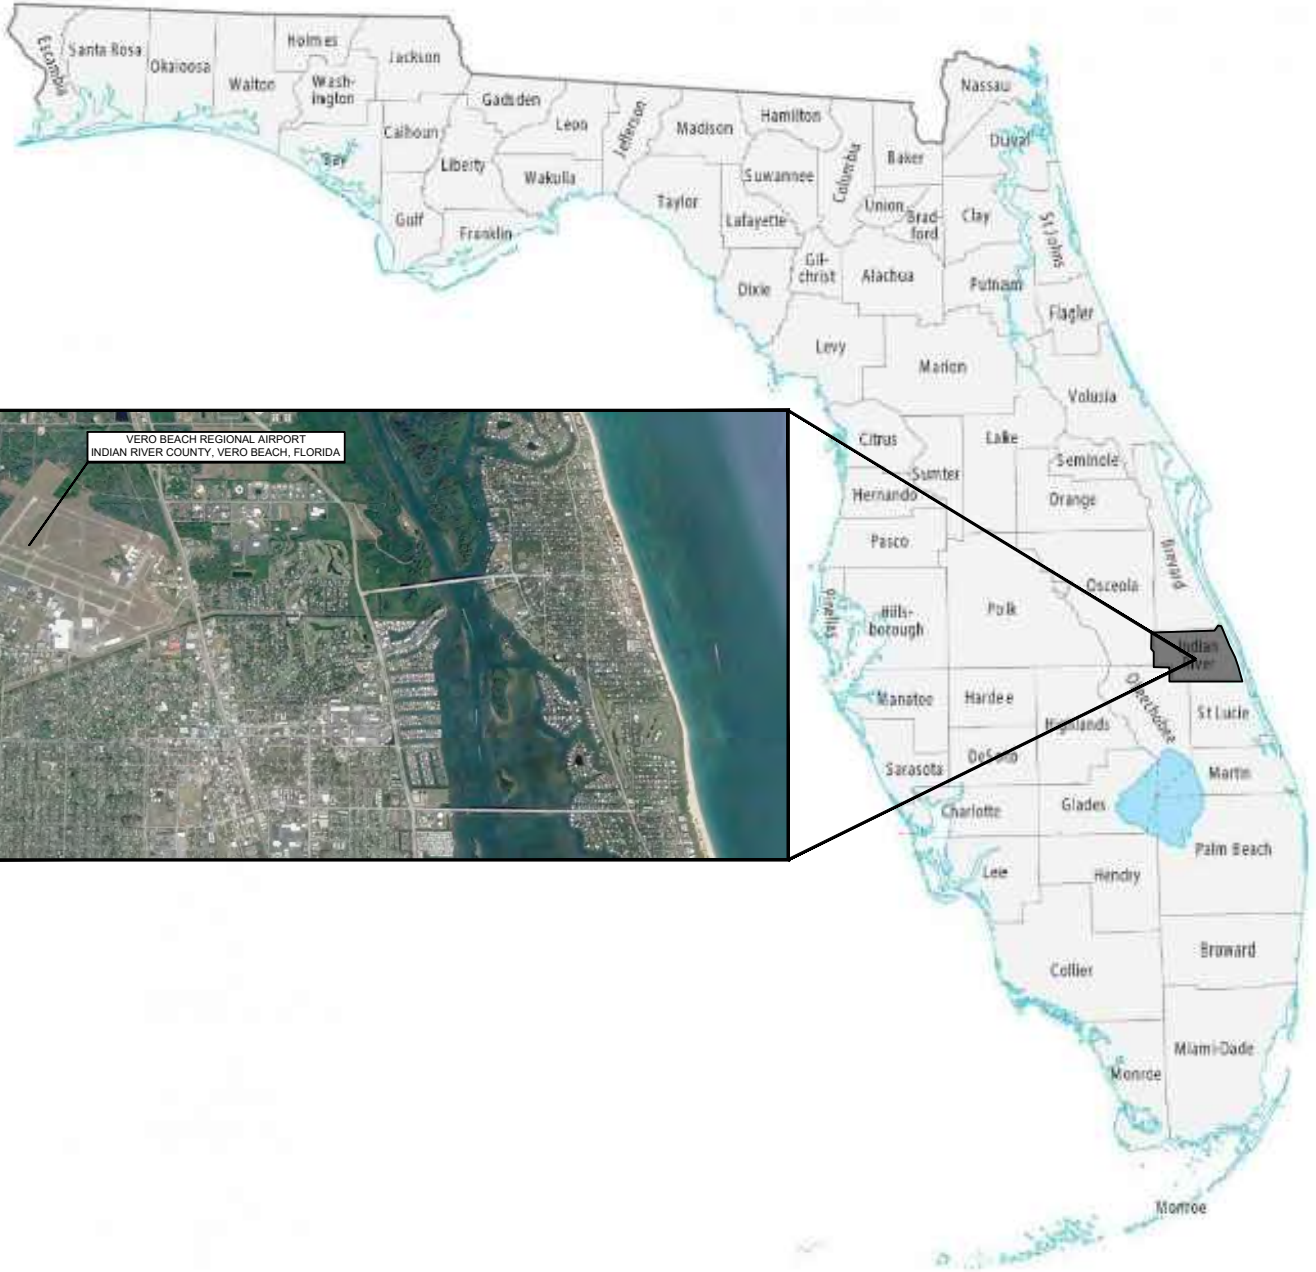 Escambia
Santa Rosa
Okaloosa
Walton
Holmes
Wash-
ington
Jackson
Bay
Calhoun
Gulf
Gadsden
Liberty
Franklin
Leon
Wakulla
Jefferson
Madison
Taylor
Hamilton
Suwannee
Lafayette
Dixie
Columbia
Gil-
christ
Baker
Union
Brad-
ford
Alachua
Nassau
Duval
Clay
St Johns
Putnam
Flagler
Levy
Marion
Volusia
Citrus
Lake
Sumter
Seminole
Hernando
Orange
Pasco
Brevard
Osceola
Pinellas
Hills-
borough
Polk
Indian
River
Manatee
Hardee
Highlands
Okeechobee
St Lucie
Sarasota
DeSoto
Martin
Charlotte
Glades
Lee
Hendry
Palm Beach
Collier
Broward
Miami-Dade
Monroe
Monroe
VERO BEACH REGIONAL AIRPORT
INDIAN RIVER COUNTY, VERO BEACH, FLORIDA